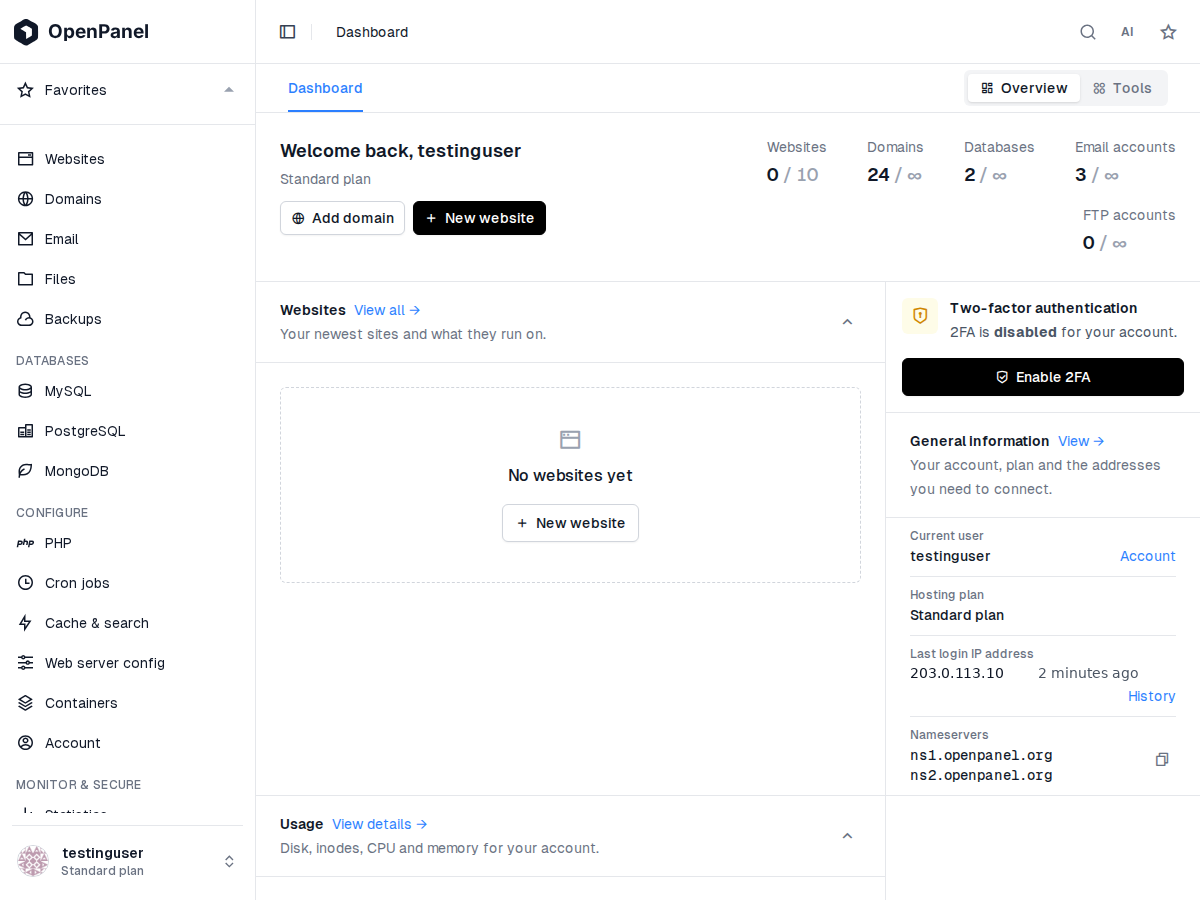 OpenPanel
Dashboard
AI
Favorites
Dashboard
Overview
Tools
Websites
Domains
Email
Files
Backups
DATABASES
MySQL
PostgreSQL
MongoDB
CONFIGURE
PHP
Cron jobs
Cache & search
Web server config
Containers
Account
MONITOR & SECURE
Statistics
testinguser
Standard plan
Welcome back, testinguser
Standard plan
Add domain
+ New website
Websites
0 / 10
Domains
24 / ∞
Databases
2 / ∞
Email accounts
3 / ∞
FTP accounts
0 / ∞
Websites View all →
Your newest sites and what they run on.
No websites yet
+ New website
Usage View details →
Disk, inodes, CPU and memory for your account.
Two-factor authentication
2FA is disabled for your account.
Enable 2FA
General information View →
Your account, plan and the addresses
you need to connect.
Current user
testinguser Account
Hosting plan
Standard plan
Last login IP address
203.0.113.10 2 minutes ago
History
Nameservers
ns1.openpanel.org
ns2.openpanel.org